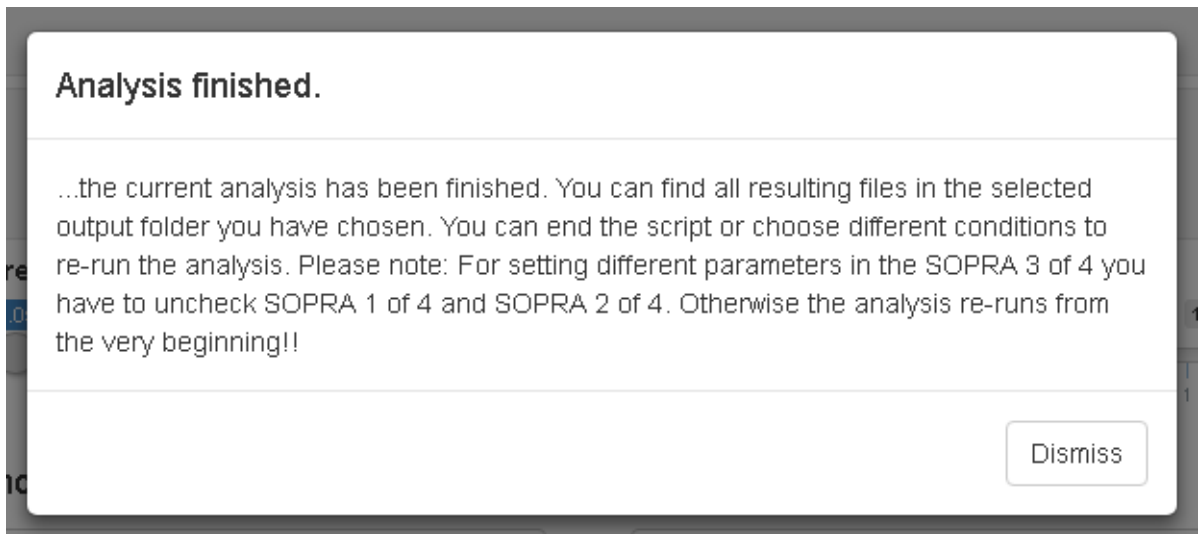 Analysis finished.
...the current analysis has been finished. You can find all resulting files in the selected
output folder you have chosen. You can end the script or choose different conditions to
re-run the analysis. Please note: For setting different parameters in the SOPRA 3 of 4 you
have to uncheck SOPRA 1 of 4 and SOPRA 2 of 4. Otherwise the analysis re-runs from
the very beginning!!
Dismiss